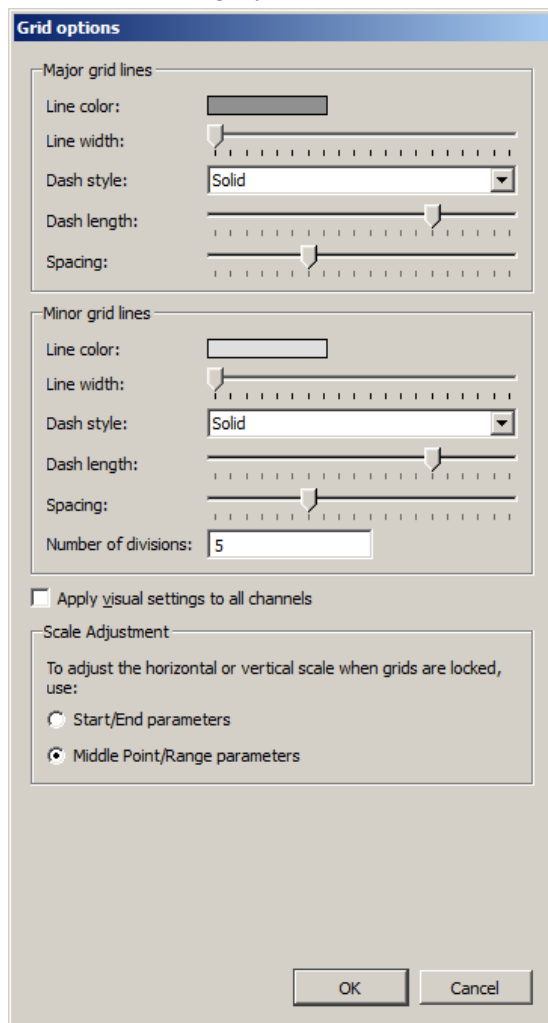 Grid options
Major grid lines
Line color:
Line width:
Dash style:
Solid
Dash length:
Spacing:
Minor grid lines
Line color:
Line width:
Dash style:
Solid
Dash length:
Spacing:
Number of divisions:
5
Apply visual settings to all channels
Scale Adjustment
To adjust the horizontal or vertical scale when grids are locked,
use:
Start/End parameters
Middle Point/Range parameters
OK
Cancel